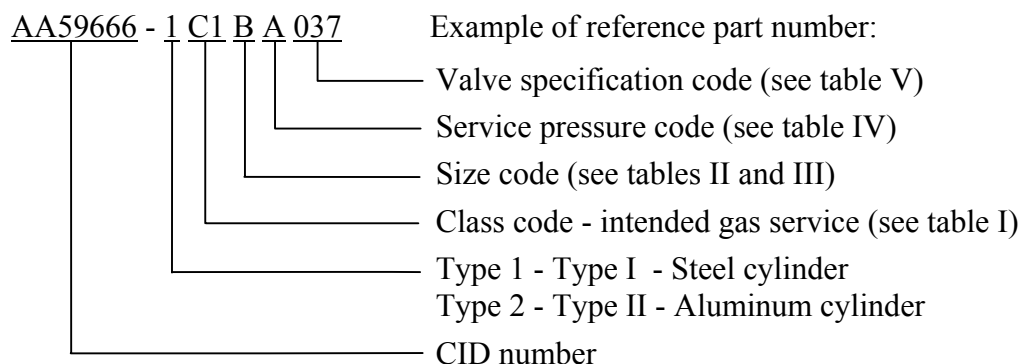 AA59666 - 1 C1 B A 037 Example of reference part number:
Valve specification code (see table V)
Service pressure code (see table IV)
Size code (see tables II and III)
Class code - intended gas service (see table I)
Type 1 - Type I - Steel cylinder
Type 2 - Type II - Aluminum cylinder
CID number